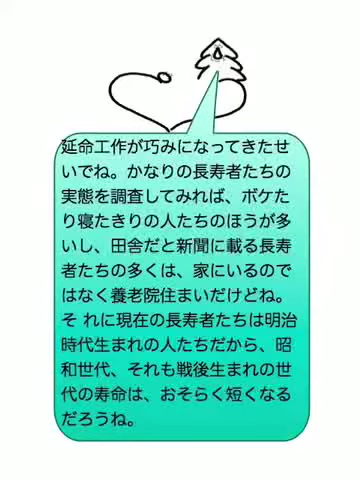 延命工作が巧みになってきたせ
いでね。かなりの長寿者たちの
実態を調査してみれば、ボケた
り寝たきりの人たちのほうが多
いし、田舎だと新聞に載る長寿
者たちの多くは、家にいるので
はなく養老院住まいだけどね。
そ れに現在の長寿者たちは明治
時代生まれの人たちだから、昭
和世代、それも戦後生まれの世
代の寿命は、おそらく短くなる
だろうね。